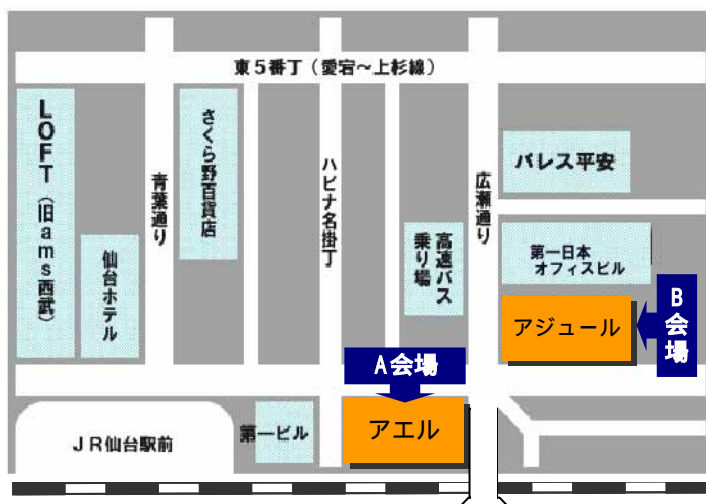 東5番丁(愛宕～上杉線)
LOFT(旧ams西武)
仙台ホテル
青葉通り
さくら野百貨店
ハピナ名掛丁
高速バス
乗り場
広瀬通り
パレス平安
第一日本
オフィスビル
アジュール
B会場
A会場
アエル
第一ビル
JR仙台駅前